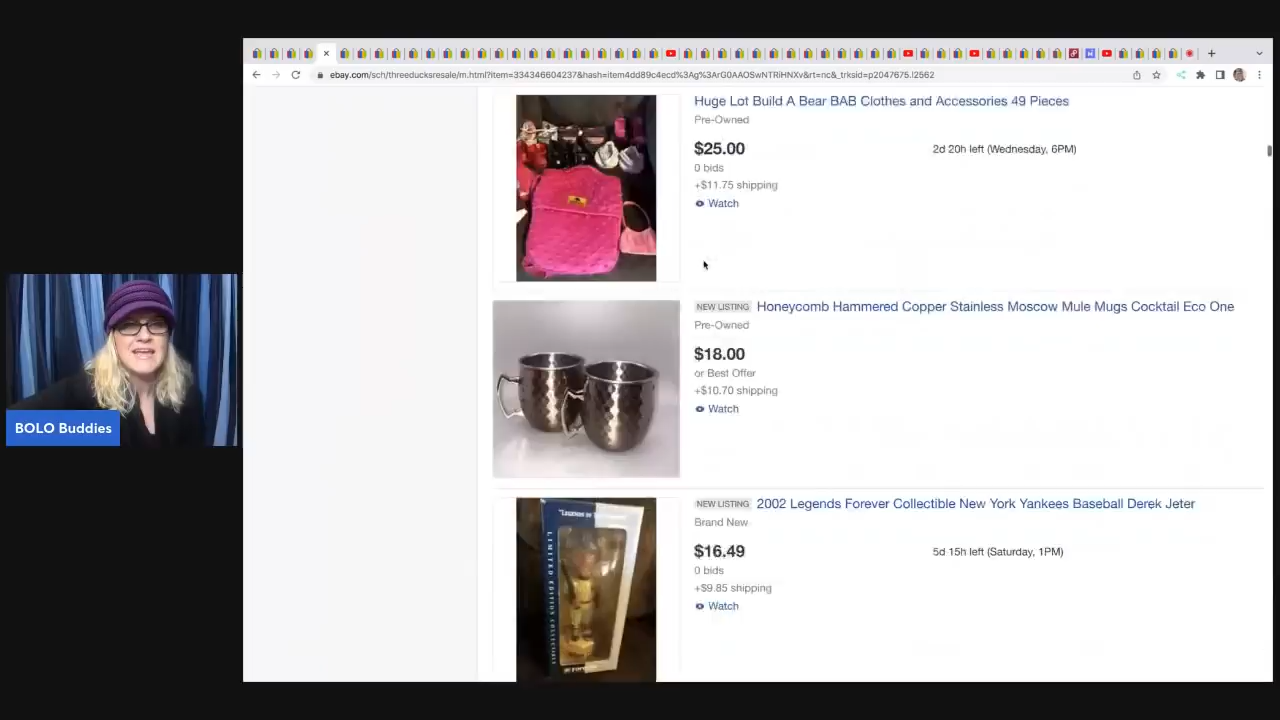 ebay.com/sch/threeducksresale/m.html?item=334346604237&hash=item4dd89c4ecd%3Ag%3ArG0AAOSwNTRiHNXv&rt=nc&_trksid=p2047675.l2562
Huge Lot Build A Bear BAB Clothes and Accessories 49 Pieces
Pre-Owned
$25.00
2d 20h left (Wednesday, 6PM)
0 bids
+$11.75 shipping
Watch
NEW LISTING Honeycomb Hammered Copper Stainless Moscow Mule Mugs Cocktail Eco One
Pre-Owned
$18.00
or Best Offer
+$10.70 shipping
Watch
BOLO Buddies
NEW LISTING 2002 Legends Forever Collectible New York Yankees Baseball Derek Jeter
Brand New
$16.49
5d 15h left (Saturday, 1PM)
0 bids
+$9.85 shipping
Watch
LIMITED EDITION COLLECTIBLE